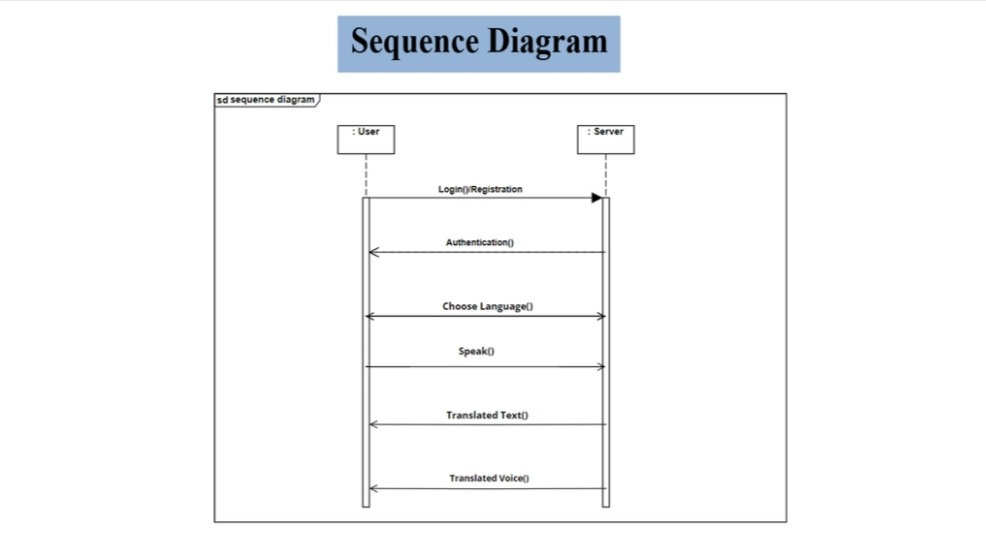 Sequence Diagram
sd sequence diagram
: User
: Server
Login()/Registration
Authentication()
Choose Language()
Speak()
Translated Text()
Translated Voice()